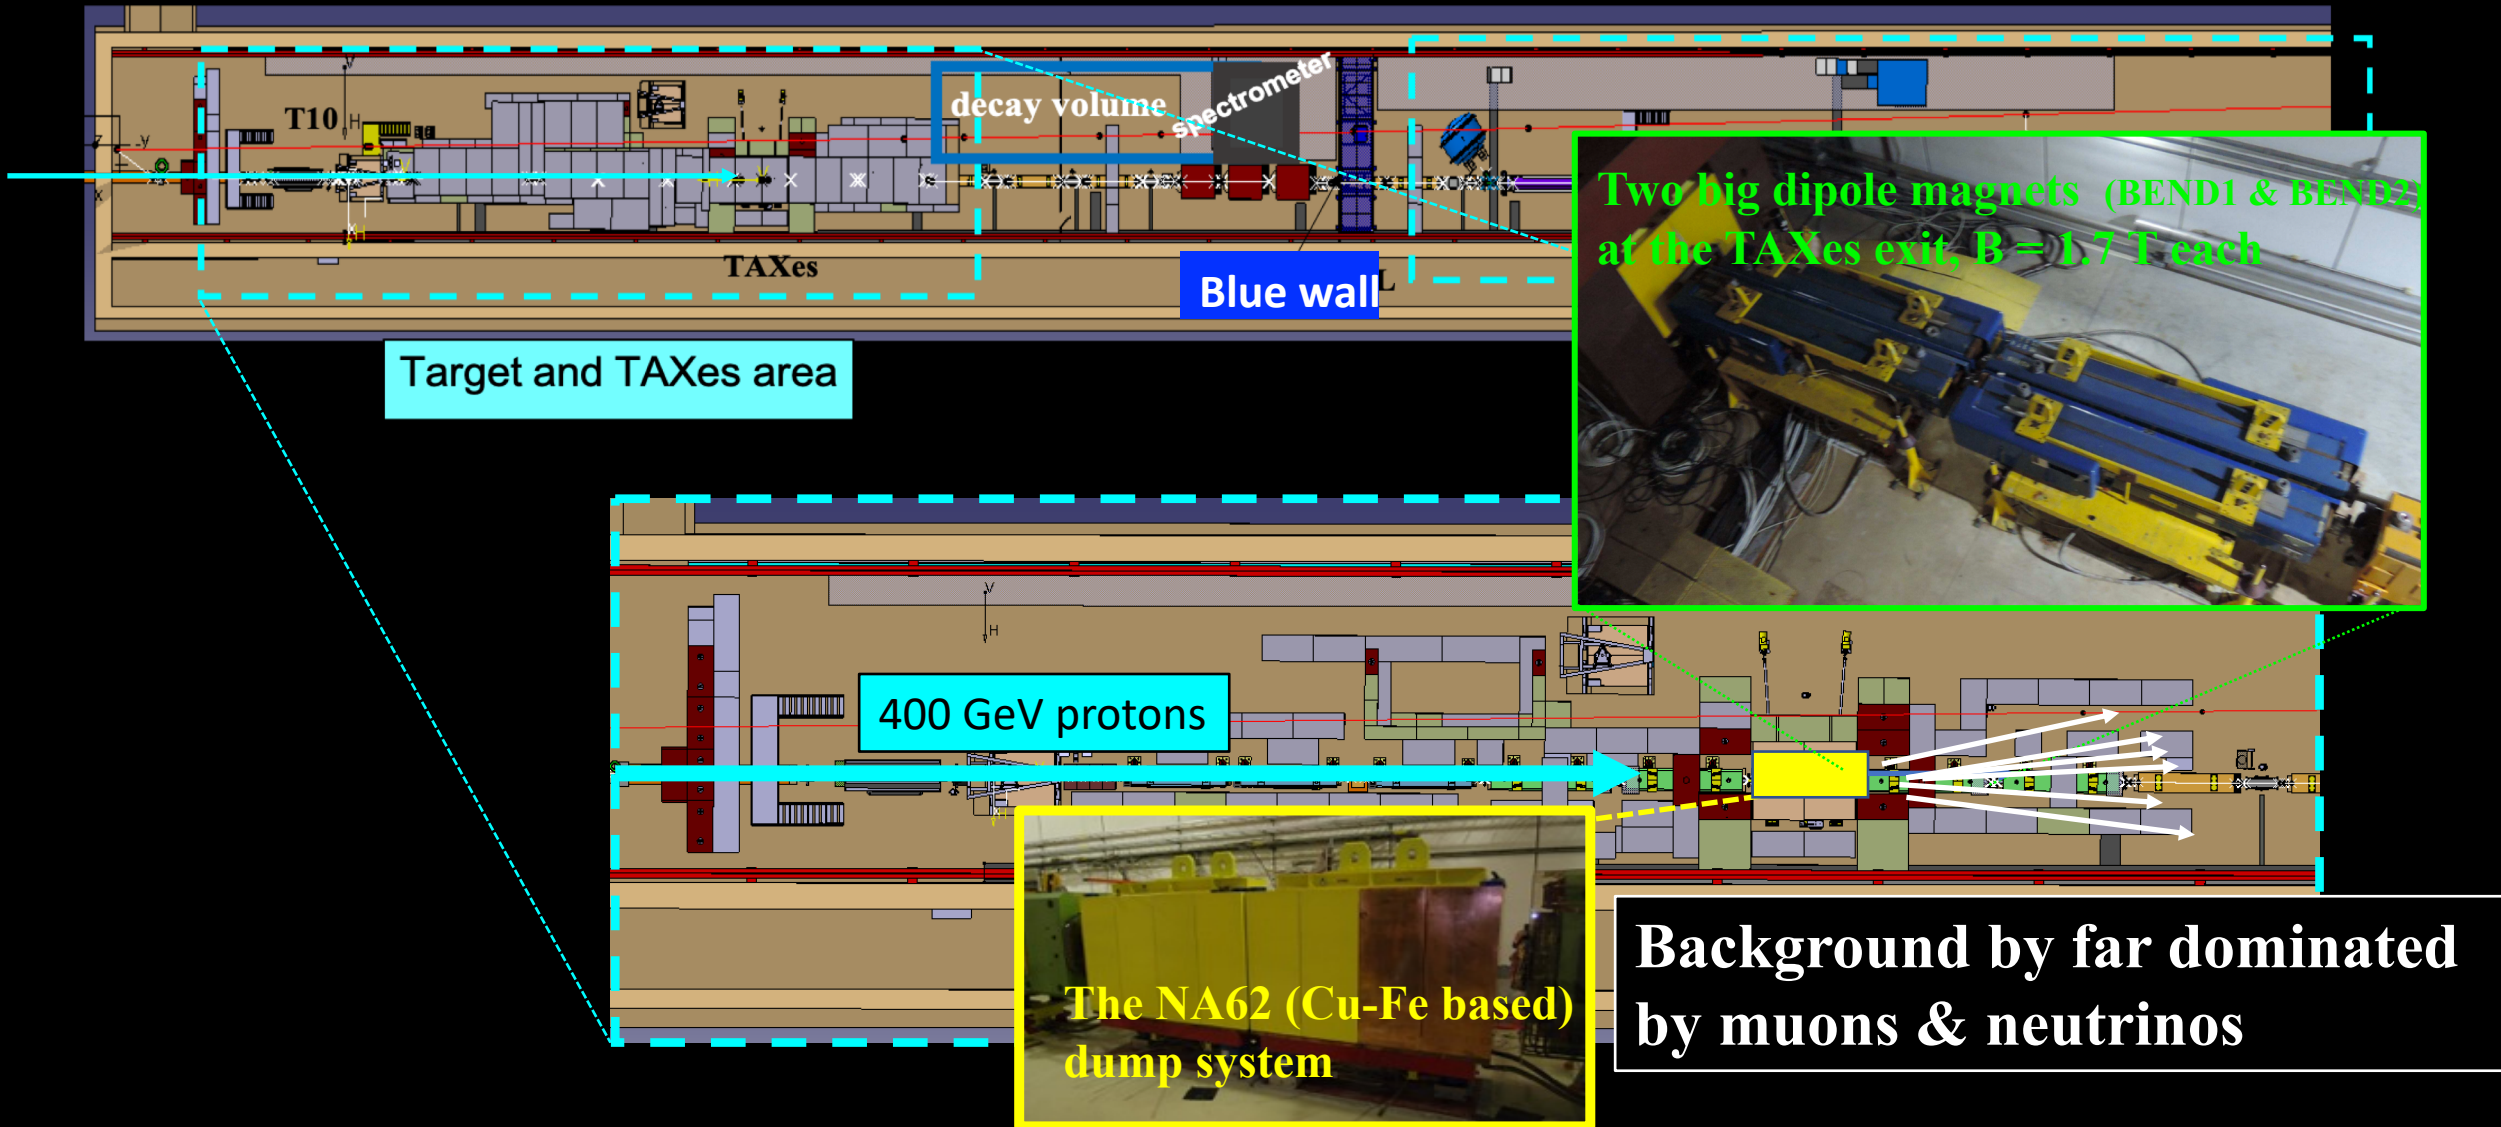 T10
decay volume
spectrometer
TAXes
Blue wall
L
Two big dipole magnets (BEND1 & BEND2)
at the TAXes exit, B = 1.7 T each
Target and TAXes area
V
H
400 GeV protons
The NA62 (Cu-Fe based)
dump system
Background by far dominated
by muons & neutrinos